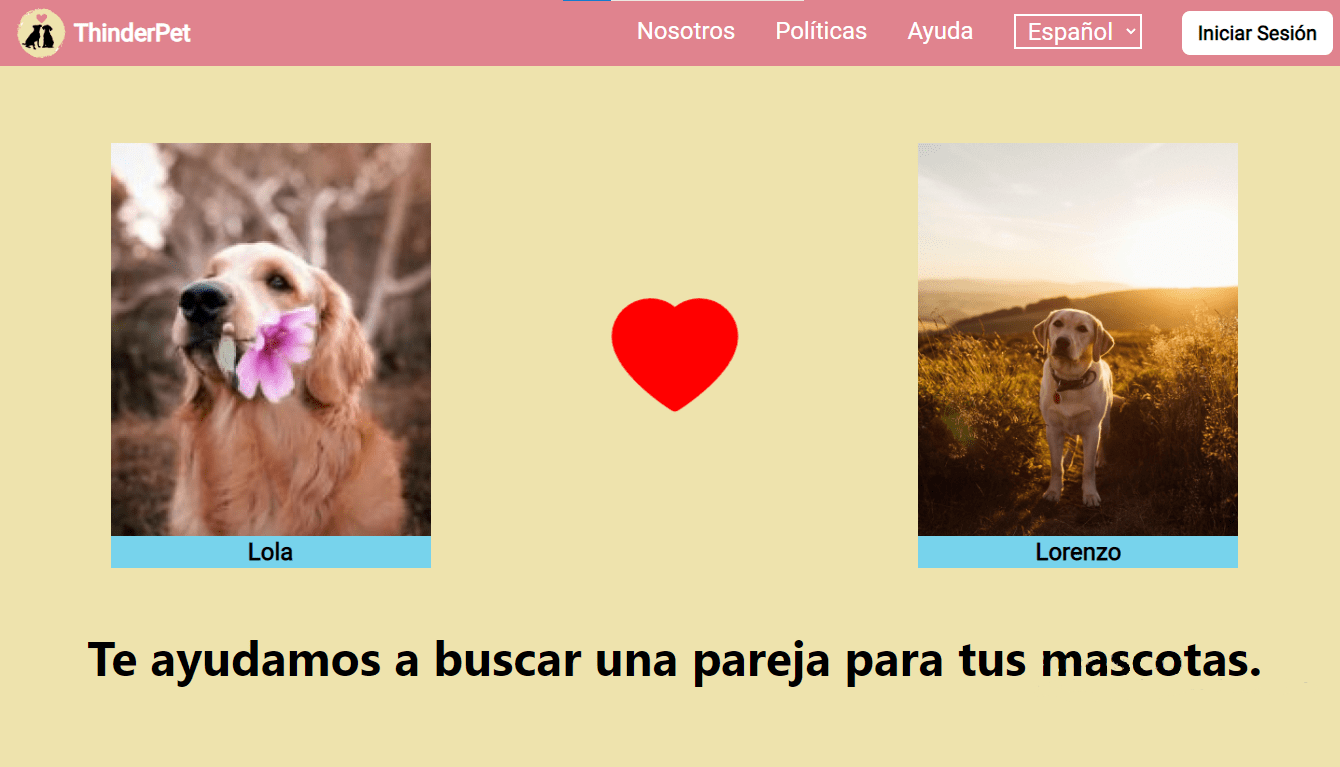 ThinderPet
Nosotros Políticas Ayuda Español Iniciar Sesión
Lola
Lorenzo
Te ayudamos a buscar una pareja para tus mascotas.